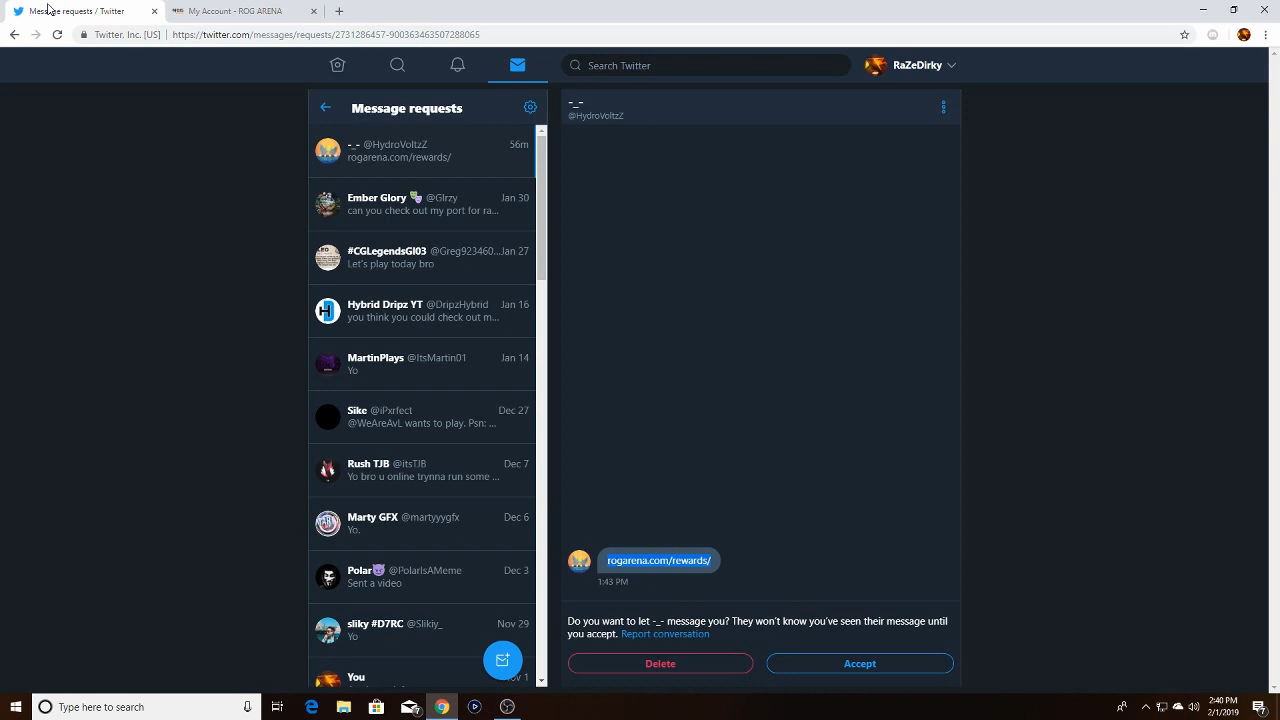 Message requests / Twitter
My Account - ROG ARENA
Twitter, Inc. [US]
https://twitter.com/messages/requests/2731286457-900363463507288065
Search Twitter
RaZeDirky
Message requests
-_- @HydroVoltzZ 56m
rogarena.com/rewards/
Ember Glory @Glrzy Jan 30
can you check out my port for ra...
#CGLegendsGI03 @Greg923460... Jan 27
Let's play today bro
Hybrid Dripz YT @DripzHybrid Jan 16
you think you could check out m...
MartinPlays @ItsMartin01 Jan 14
Yo
Sike @iPxrfect Dec 27
@WeAreAvL wants to play. Psn: ...
Rush TJB @itsTJB Dec 7
Yo bro u online trynna run some ...
Marty GFX @martyyygfx Dec 6
Yo.
Polar😈 @PolarIsAMeme Dec 3
Sent a video
sliky #D7RC @Slikiy_ Nov 29
Yo
You Nov 1
-_-
@HydroVoltzZ
rogarena.com/rewards/
1:43 PM
Do you want to let -_- message you? They won't know you've seen their message until
you accept. Report conversation
Delete
Accept
Type here to search
2:40 PM
2/1/2019